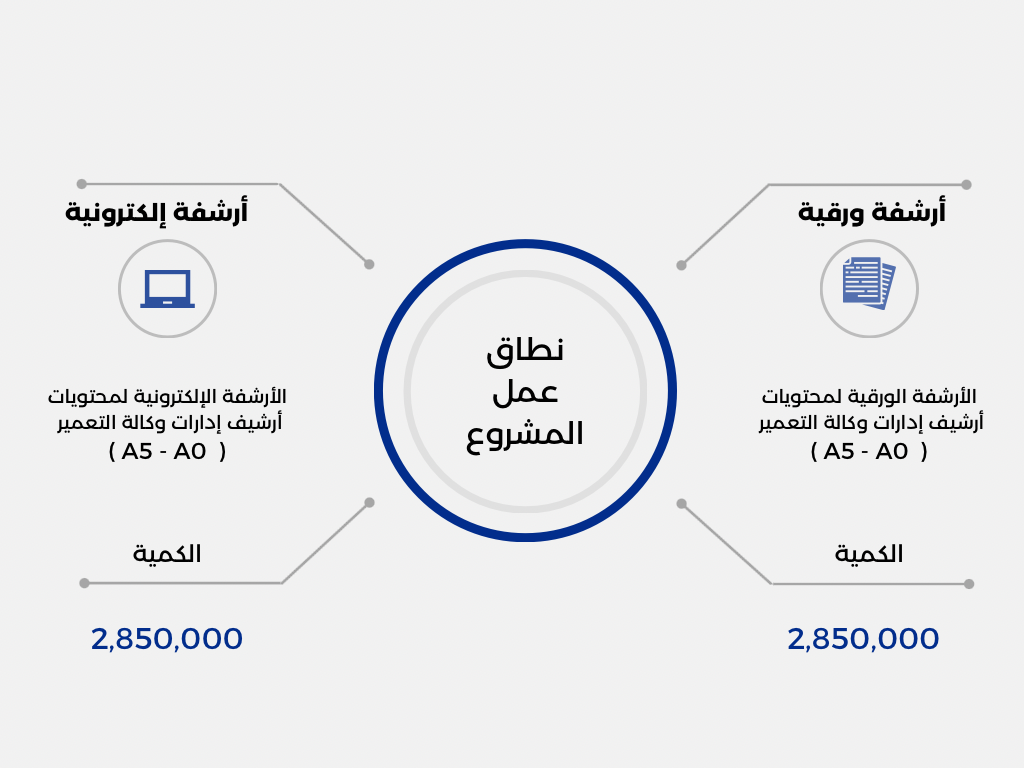 أرشفة ورقية
الأرشفة الورقية لمحتويات
أرشيف إدارات وكالة التعمير
( A5 - A0 )
الكمية
2,850,000
نطاق
عمل
المشروع
أرشفة إلكترونية
الأرشفة الإلكترونية لمحتويات
أرشيف إدارات وكالة التعمير
( A5 - A0 )
الكمية
2,850,000